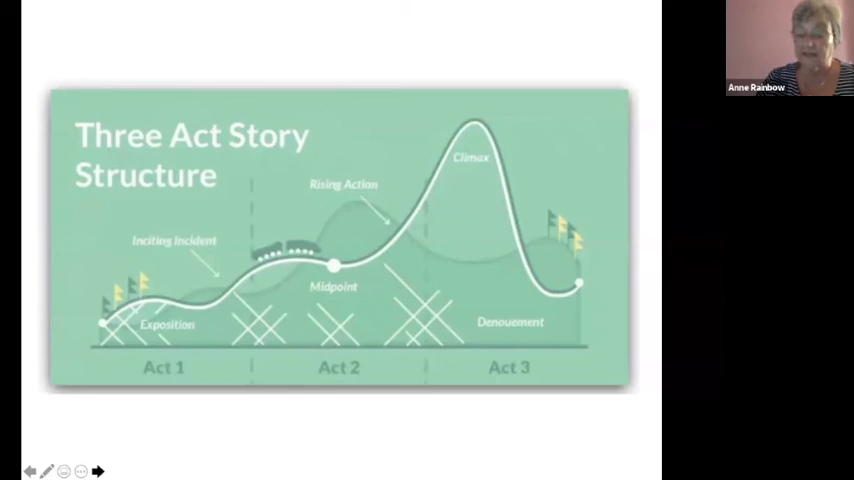 Three Act Story
Structure
Climax
Rising Action
Inciting Incident
Midpoint
Exposition
Denouement
Act 1
Act 2
Act 3
Anne Rainbow